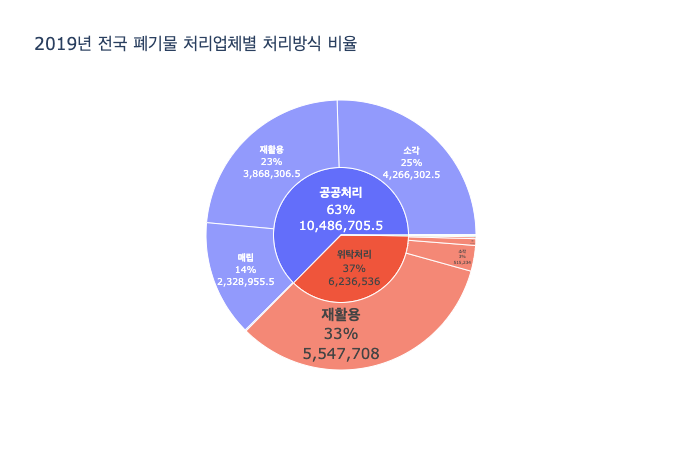 2019년 전국 폐기물 처리업체별 처리방식 비율
재활용
23%
3,868,306.5
소각
25%
4,266,302.5
공공처리
63%
10,486,705.5
매립
14%
2,328,955.5
위탁처리
37%
6,236,536
소각
3%
재활용
33%
5,547,708